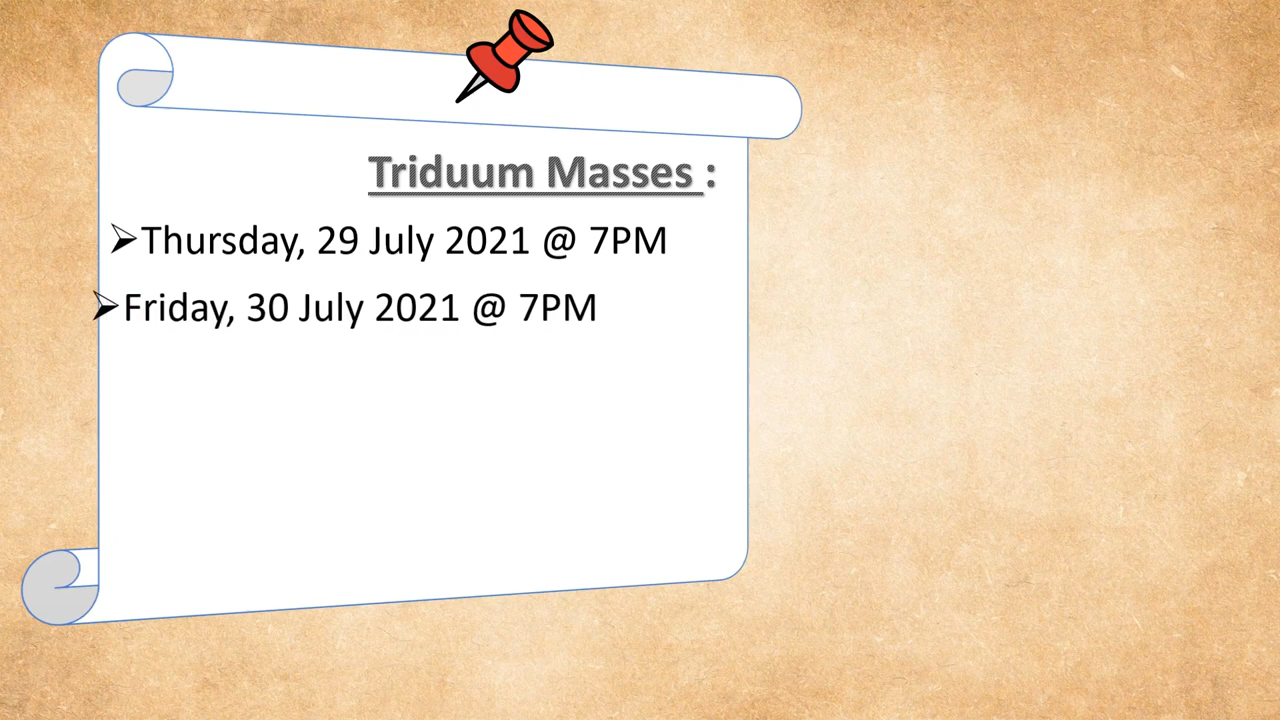 Triduum Masses :
➢Thursday, 29 July 2021 @ 7PM
➢Friday, 30 July 2021 @ 7PM